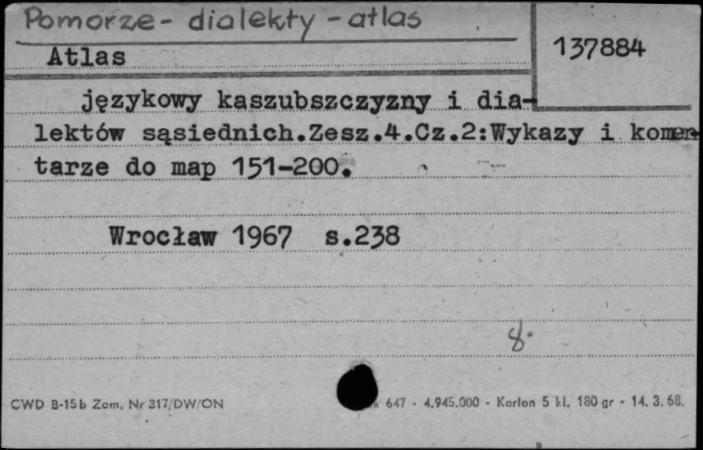 Pomorze - dialekty - atlas
Atlas
137884
językowy kaszubszczyzny i dia-
lektów sąsiednich.Zesz.4.Cz.2:Wykazy i komen-
tarze do map 151-200.
Wrocław 1967 s.238
8.
CWD B-15b Zam. Nr 317/DW/ON 647 - 4.945.000 - Karton 5 kl. 180 gr - 14. 3. 68.